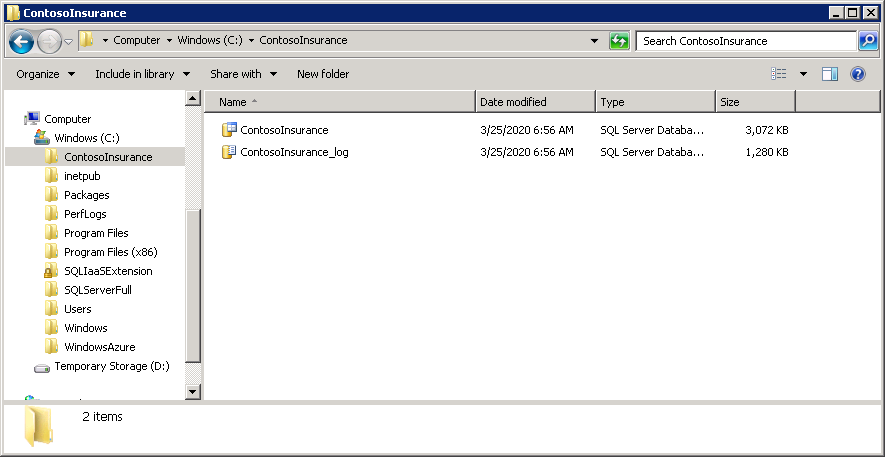 ContosoInsurance
Computer Windows (C:) ContosoInsurance Search ContosoInsurance
Organize Include in library Share with New folder
Name Date modified Type Size
Computer
Windows (C:)
ContosoInsurance
inetpub
Packages
PerfLogs
Program Files
Program Files (x86)
SQLIaaSExtension
SQLServerFull
Users
Windows
WindowsAzure
Temporary Storage (D:)
ContosoInsurance 3/25/2020 6:56 AM SQL Server Databa... 3,072 KB
ContosoInsurance_log 3/25/2020 6:56 AM SQL Server Databa... 1,280 KB
2 items